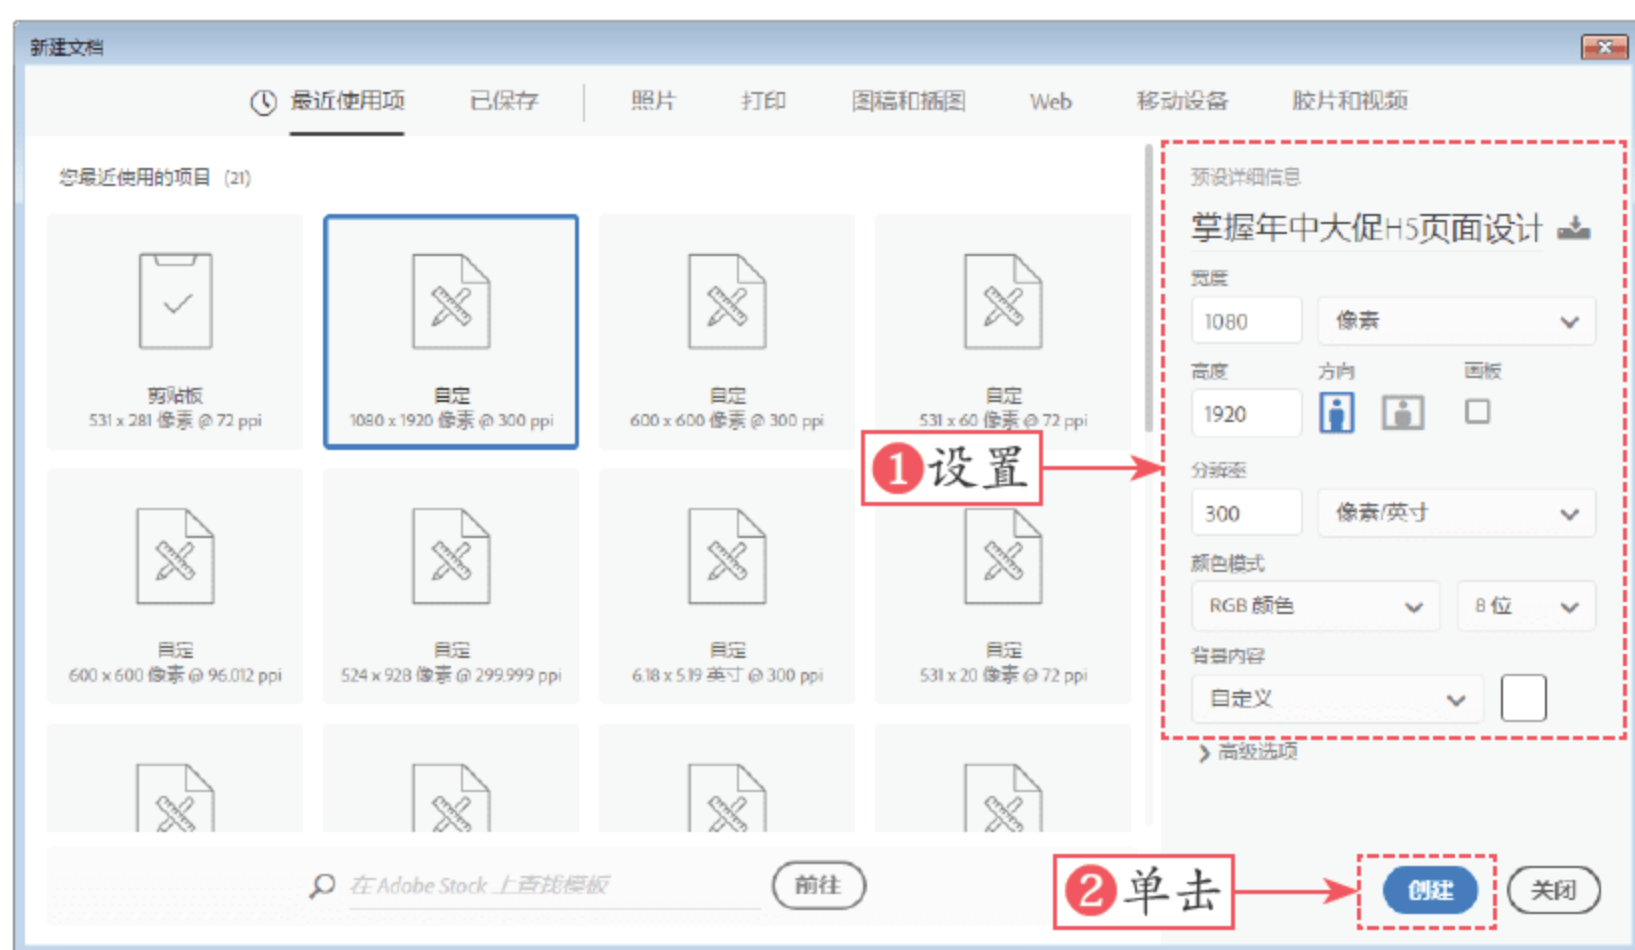 新建文档
最近使用项 已保存 照片 打印 图稿和插图 Web 移动设备 胶片和视频
您最近使用的项目 (21)
剪贴板
531 x 281 像素 @ 72 ppi
自定
1080 x 1920 像素 @ 300 ppi
自定
600 x 600 像素 @ 300 ppi
自定
531 x 60 像素 @ 72 ppi
自定
600 x 600 像素 @ 96.012 ppi
自定
524 x 928 像素 @ 299.999 ppi
自定
6.18 x 5.19 英寸 @ 300 ppi
自定
531 x 20 像素 @ 72 ppi
在 Adobe Stock 上查找模板
前往
1 设置
预设详细信息
掌握年中大促H5页面设计
宽度
1080 像素
高度 方向 画板
1920
分辨率
300 像素/英寸
颜色模式
RGB 颜色 8 位
背景内容
自定义
高级选项
2 单击
创建 关闭